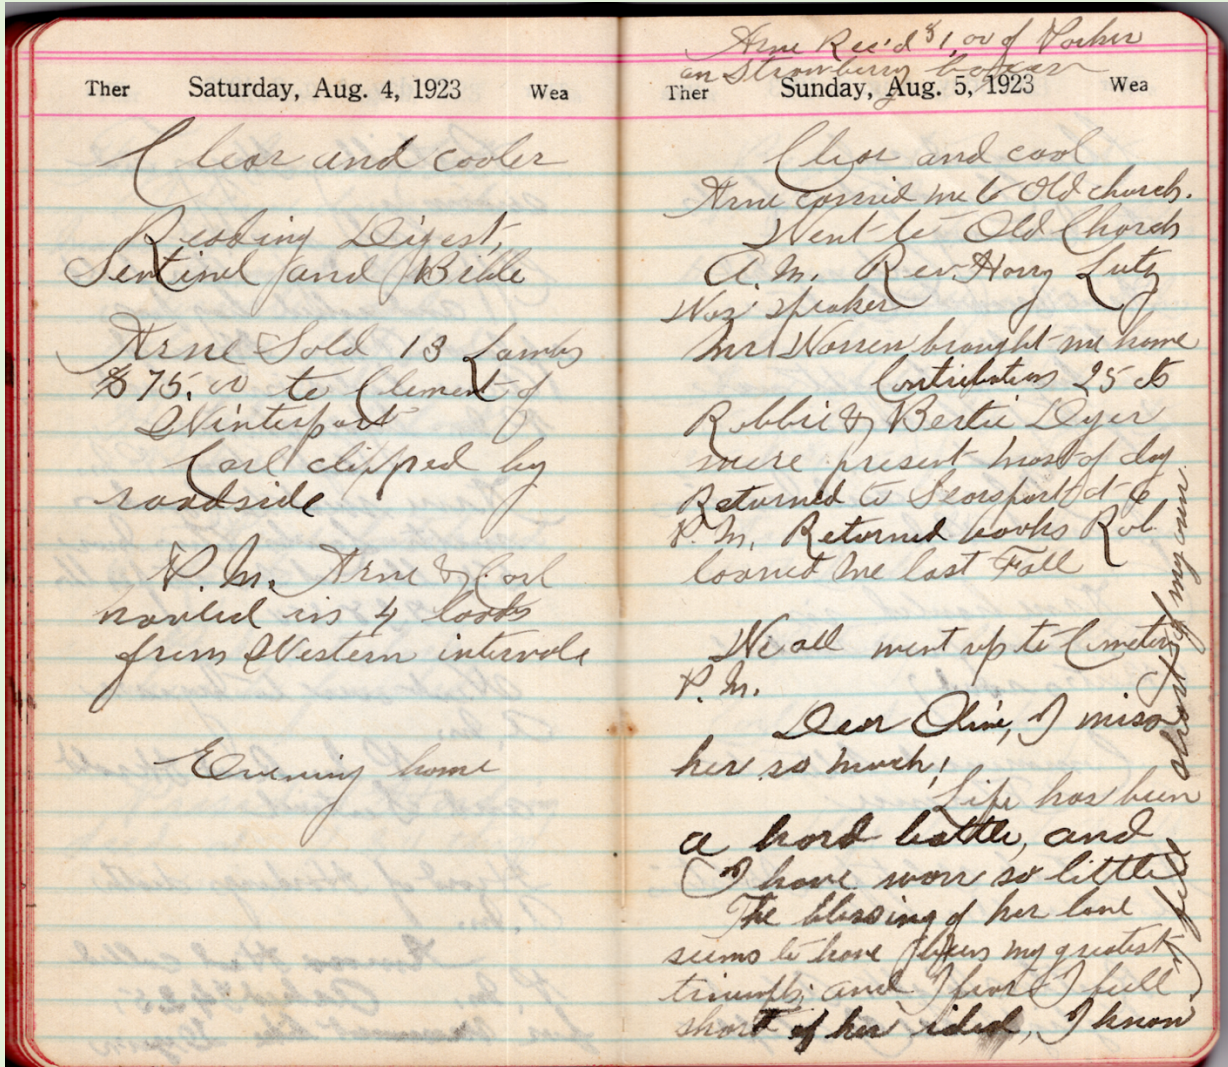 Ther Saturday, Aug. 4, 1923 Wea
Clear and cooler
Reading Digest,
Sentinel and Bible
Arne Sold 13 Lambs
$75.00 to Clement of
Winterport
Carl clipped by
roadside
P.M. Arne & Carl
hauled in 4 loads
from Western intervale
Evening home
Arne Rec'd $1.00 of Parker
on Strawberry boxes
Ther Sunday, Aug. 5, 1923 Wea
Clear and cool
Arne carried me to Old church.
Went to Old Church
A.M. Rev. Harry Lutz
was speaker
Mr Warren brought me home
Contributions 25 cts
Robbie & Bertie Dyer
were present most of day
Returned to Searsport at 6
P.M. Returned books Rob.
loaned me last Fall
We all went up to Cemetery
P.M.
Dear Olive, I miss
her so much!
Life has been
a hard battle, and
I have won so little
The blessing of her love
seems to have been my greatest
triumph; and I fear I fell
short of her ideal, I know
I fell short of my own.